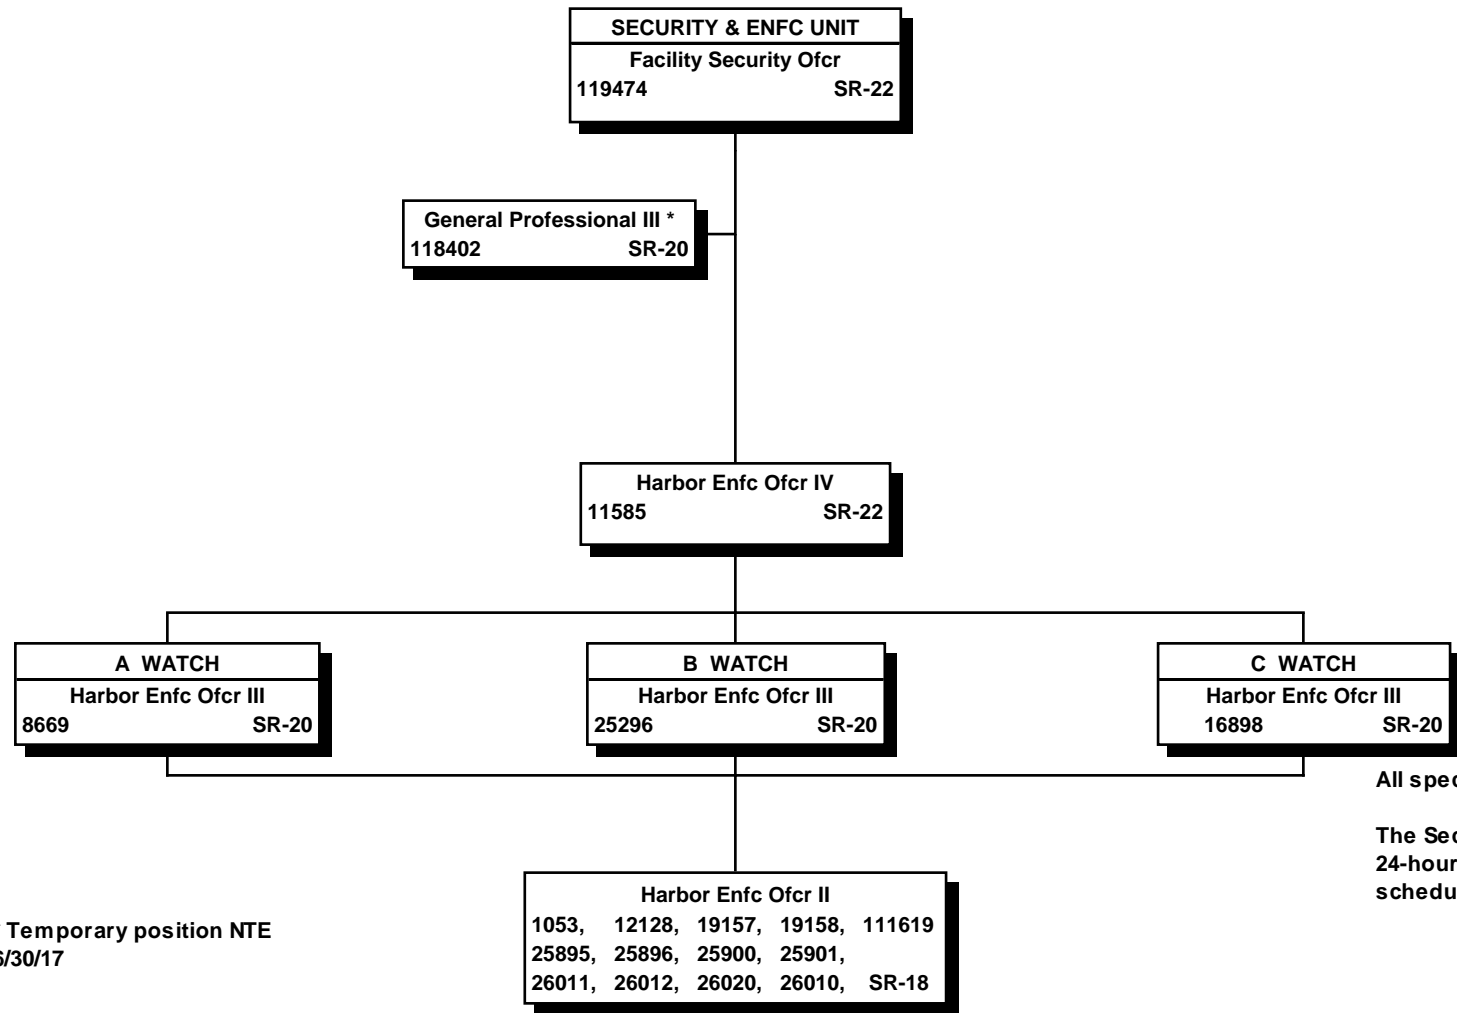 SECURITY & ENFC UNIT
Facility Security Ofcr
119474 SR-22
General Professional III *
118402 SR-20
Harbor Enfc Ofcr IV
11585 SR-22
A WATCH
Harbor Enfc Ofcr III
8669 SR-20
B WATCH
Harbor Enfc Ofcr III
25296 SR-20
C WATCH
Harbor Enfc Ofcr III
16898 SR-20
All
The
24-hour
Harbor Enfc Ofcr II
1053, 12128, 19157, 19158, 111619
25895, 25896, 25900, 25901,
26011, 26012, 26020, 26010, SR-18
Temporary position NTE
6/30/17